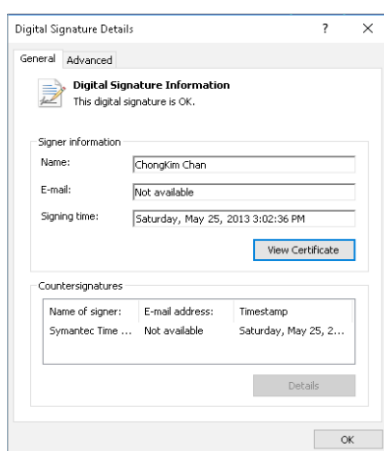 Digital Signature Details ? ×
General Advanced
Digital Signature Information
This digital signature is OK.
Signer information
Name: ChongKim Chan
E-mail: Not available
Signing time: Saturday, May 25, 2013 3:02:36 PM
View Certificate
Countersignatures
Name of signer: E-mail address: Timestamp
Symantec Time ... Not available Saturday, May 25, 2...
Details
OK